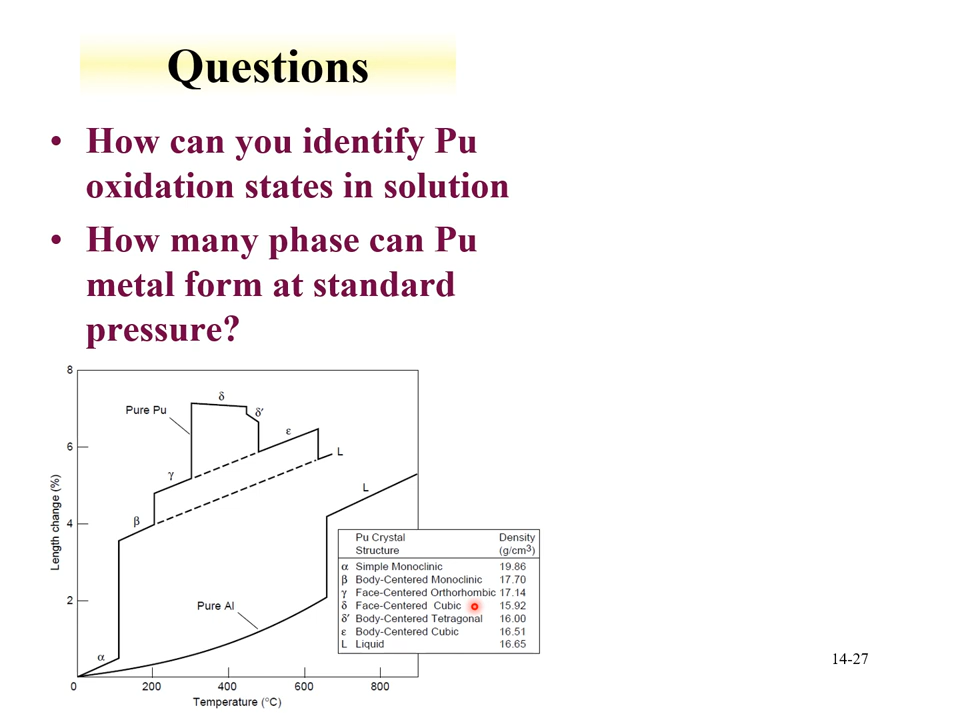 Questions
• How can you identify Pu
oxidation states in solution
• How many phase can Pu
metal form at standard
pressure?
8
6
4
2
0
200
400
600
800
Length change (%)
Temperature (°C)
Pure Pu
δ
δ′
ε
L
γ
β
α
L
Pure Al
Pu Crystal Density
Structure (g/cm3)
α Simple Monoclinic 19.86
β Body-Centered Monoclinic 17.70
γ Face-Centered Orthorhombic 17.14
δ Face-Centered Cubic 15.92
δ′ Body-Centered Tetragonal 16.00
ε Body-Centered Cubic 16.51
L Liquid 16.65
14-27